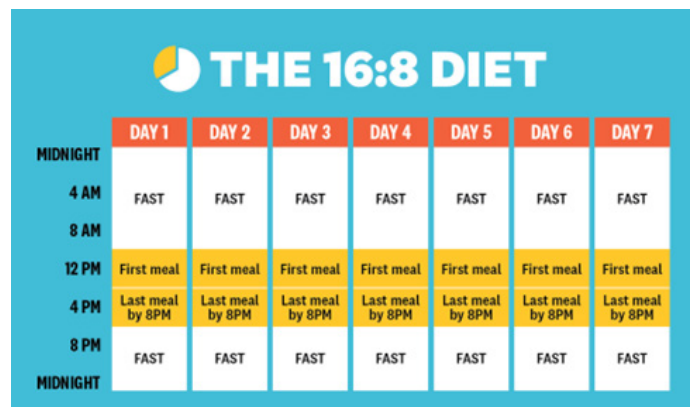 THE 16:8 DIET
DAY 1 DAY 2 DAY 3 DAY 4 DAY 5 DAY 6 DAY 7
MIDNIGHT
4 AM FAST FAST FAST FAST FAST FAST FAST
8 AM
12 PM First meal First meal First meal First meal First meal First meal First meal
4 PM Last meal by 8PM Last meal by 8PM Last meal by 8PM Last meal by 8PM Last meal by 8PM Last meal by 8PM Last meal by 8PM
8 PM FAST FAST FAST FAST FAST FAST FAST
MIDNIGHT